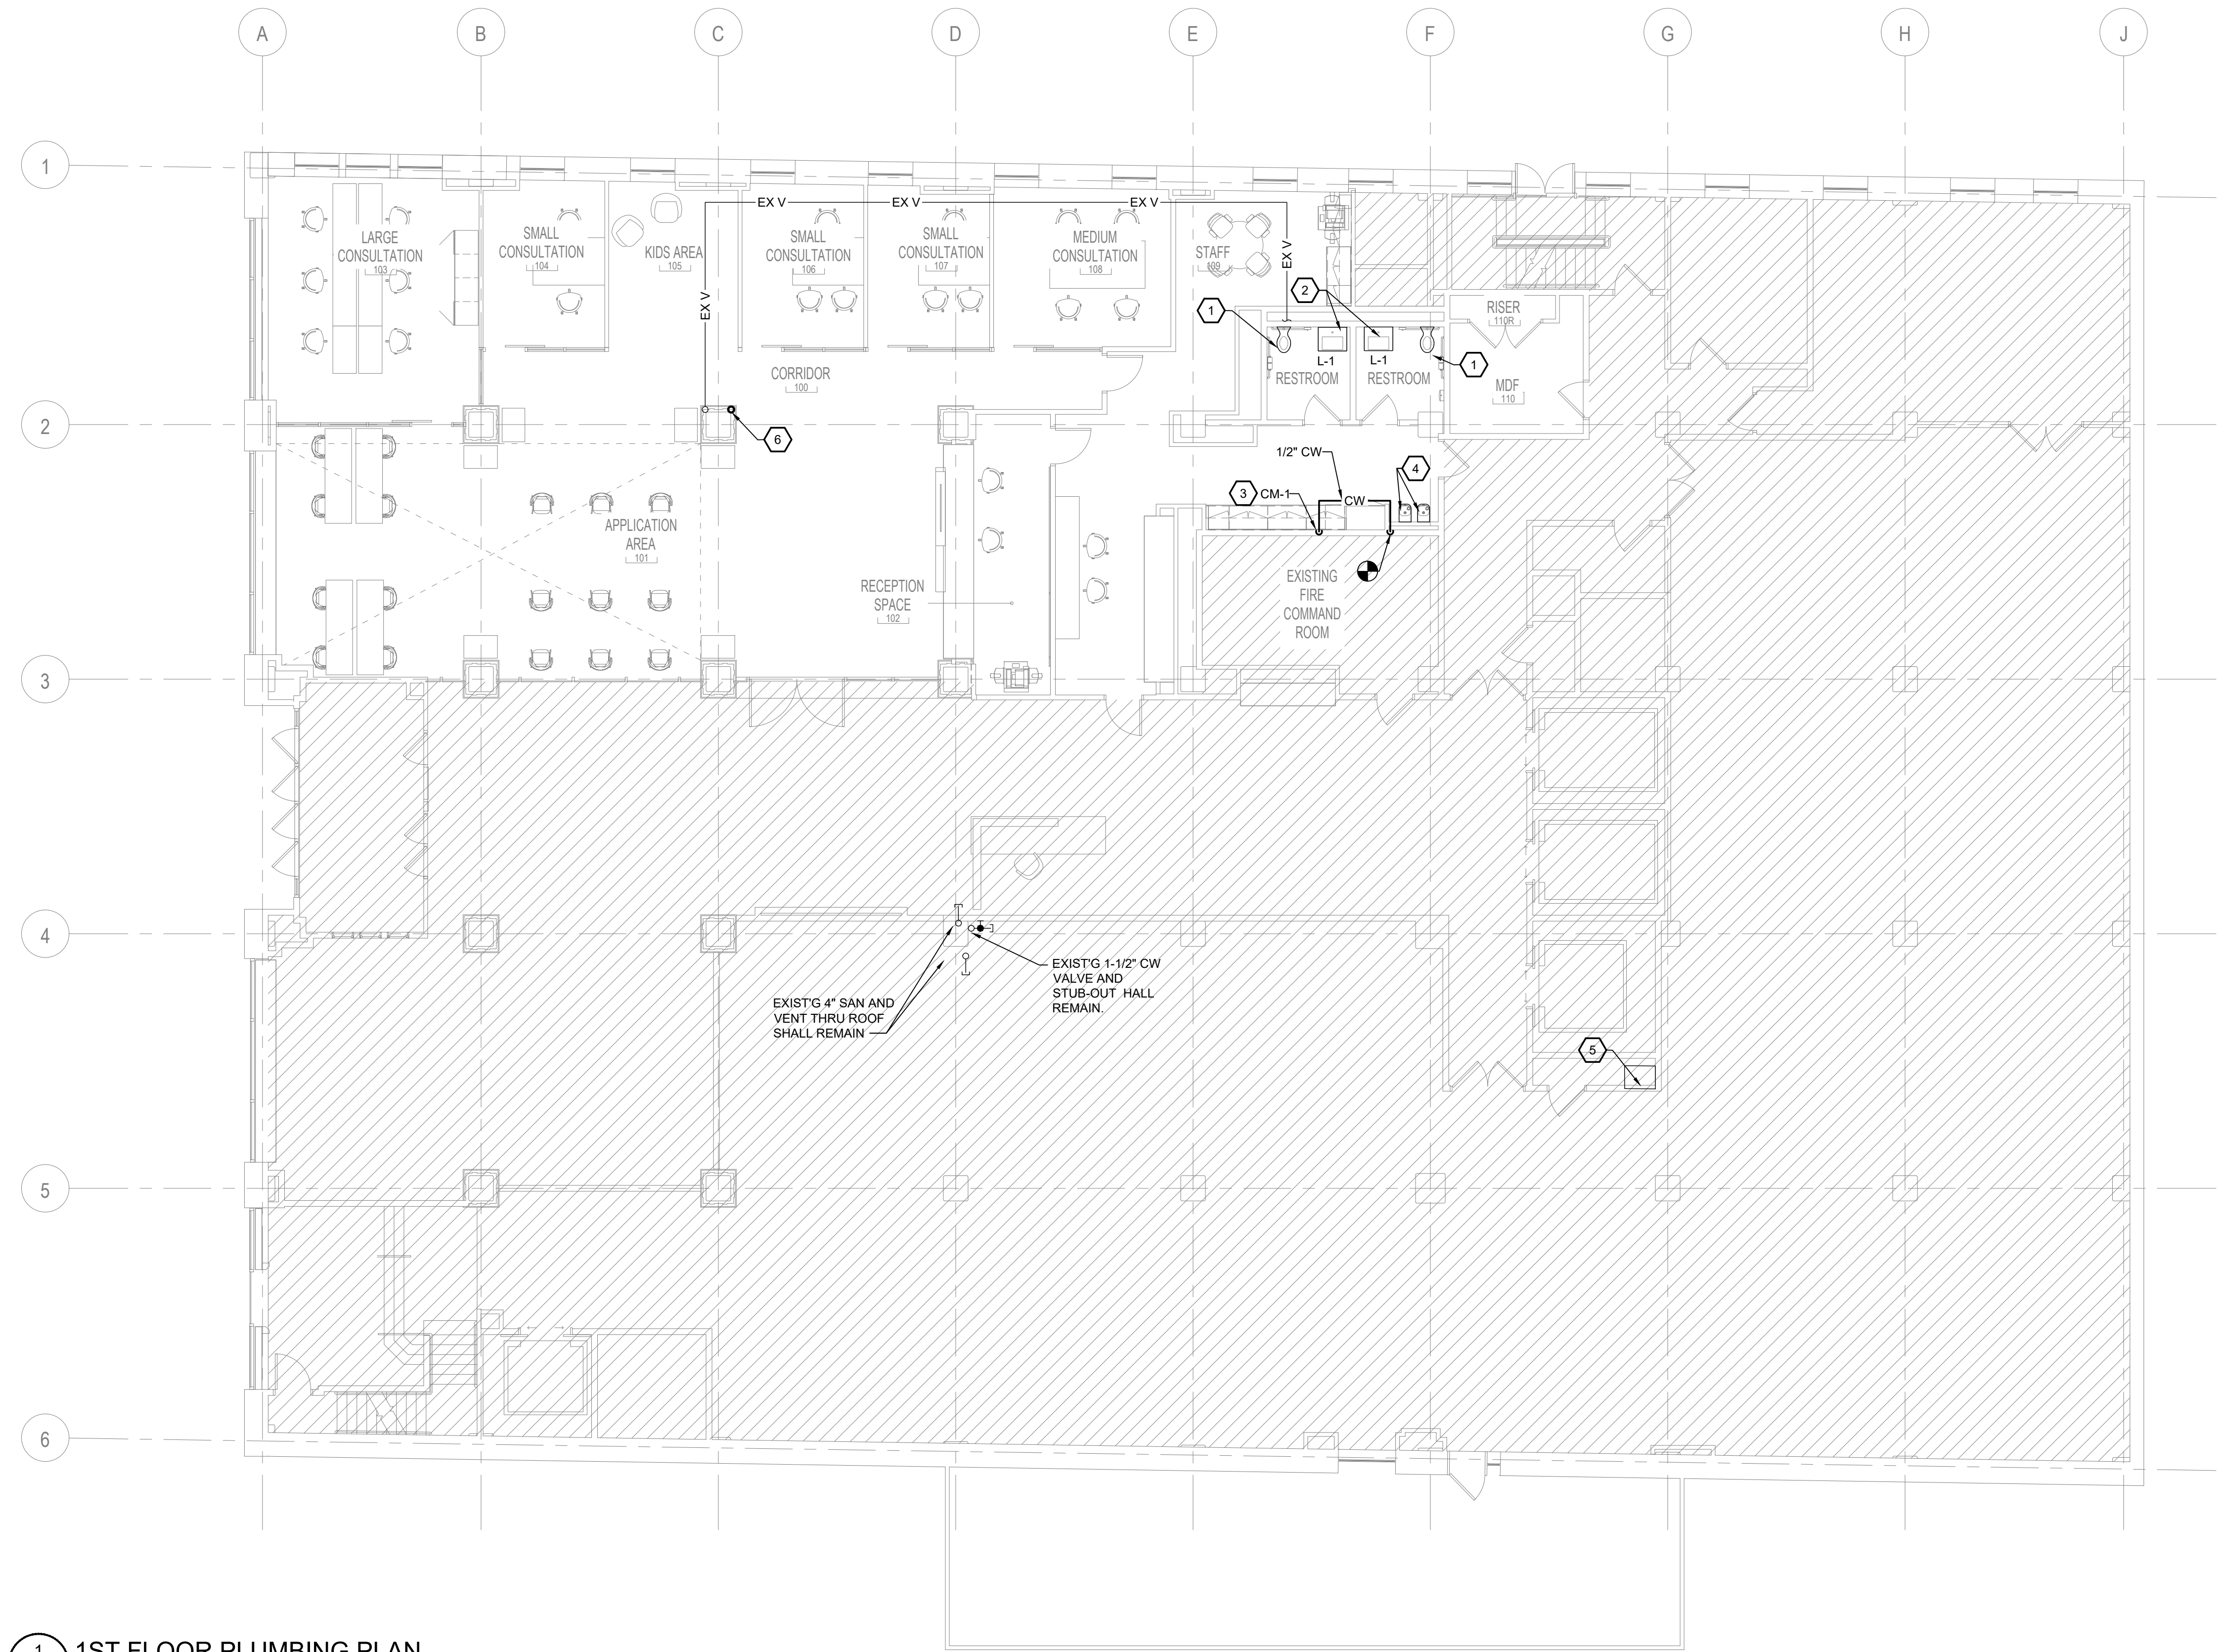 A B C D E F G H J
1
EX V EX V EX V
LARGE
CONSULTATION
103
SMALL
CONSULTATION
104
KIDS AREA
105
SMALL
CONSULTATION
106
SMALL
CONSULTATION
107
MEDIUM
CONSULTATION
108
STAFF
109
EX V
EX V
2
1
RISER
110R
L-1
L-1
1
RESTROOM
RESTROOM
MDF
110
CORRIDOR
100
2
6
1/2" CW
4
3
CM-1
CW
APPLICATION
AREA
101
RECEPTION
SPACE
102
EXISTING
FIRE
COMMAND
ROOM
3
4
EXIST'G 1-1/2" CW
VALVE AND
STUB-OUT HALL
REMAIN.
EXIST'G 4" SAN AND
VENT THRU ROOF
SHALL REMAIN
5
5
6
1
1ST FLOOR PLUMBING PLAN